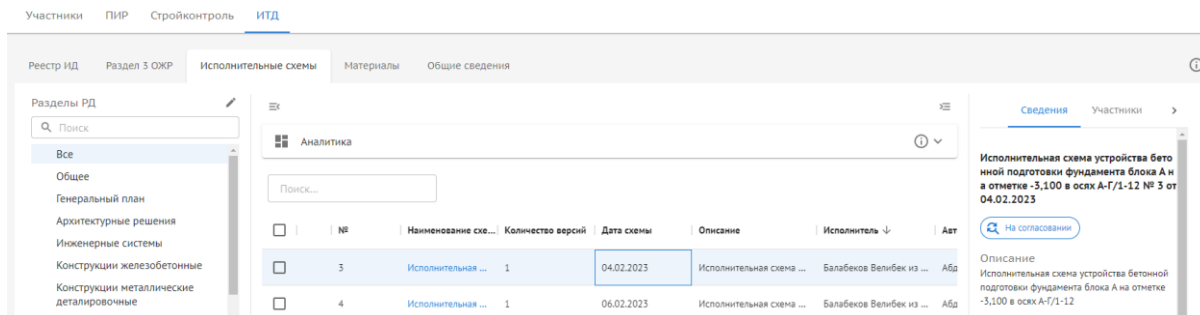 Участники ПИР Стройконтроль ИТД
Реестр ИД Раздел 3 ОЖР Исполнительные схемы Материалы Общие сведения
Разделы РД
Поиск
Все
Общее
Генеральный план
Архитектурные решения
Инженерные системы
Конструкции железобетонные
Конструкции металлические
деталировочные
Аналитика
Поиск...
№ Наименование схе... Количество версий Дата схемы Описание Исполнитель Авт
3 Исполнительная ... 1 04.02.2023 Исполнительная схема ... Балабеков Велибек из ... Абд
4 Исполнительная ... 1 06.02.2023 Исполнительная схема ... Балабеков Велибек из ... Абд
Сведения Участники
Исполнительная схема устройства бето
нной подготовки фундамента блока А н
а отметке -3,100 в осях А-Г/1-12 № 3 от
04.02.2023
На согласовании
Описание
Исполнительная схема устройства бетонной
подготовки фундамента блока А на отметке
-3,100 в осях А-Г/1-12